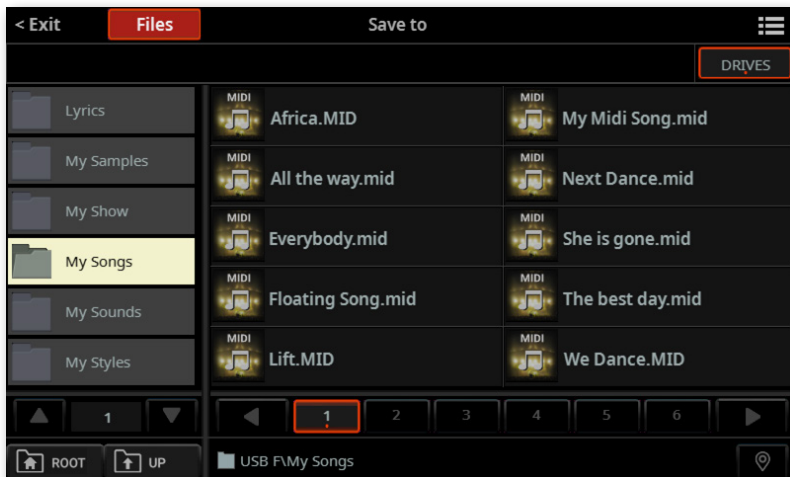 < Exit
Files
Save to
DRIVES
Lyrics
My Samples
My Show
My Songs
My Sounds
My Styles
1
ROOT
UP
MIDI
Africa.MID
MIDI
My Midi Song.mid
MIDI
All the way.mid
MIDI
Next Dance.mid
MIDI
Everybody.mid
MIDI
She is gone.mid
MIDI
Floating Song.mid
MIDI
The best day.mid
MIDI
Lift.MID
MIDI
We Dance.MID
1 2 3 4 5 6
USB F\My Songs